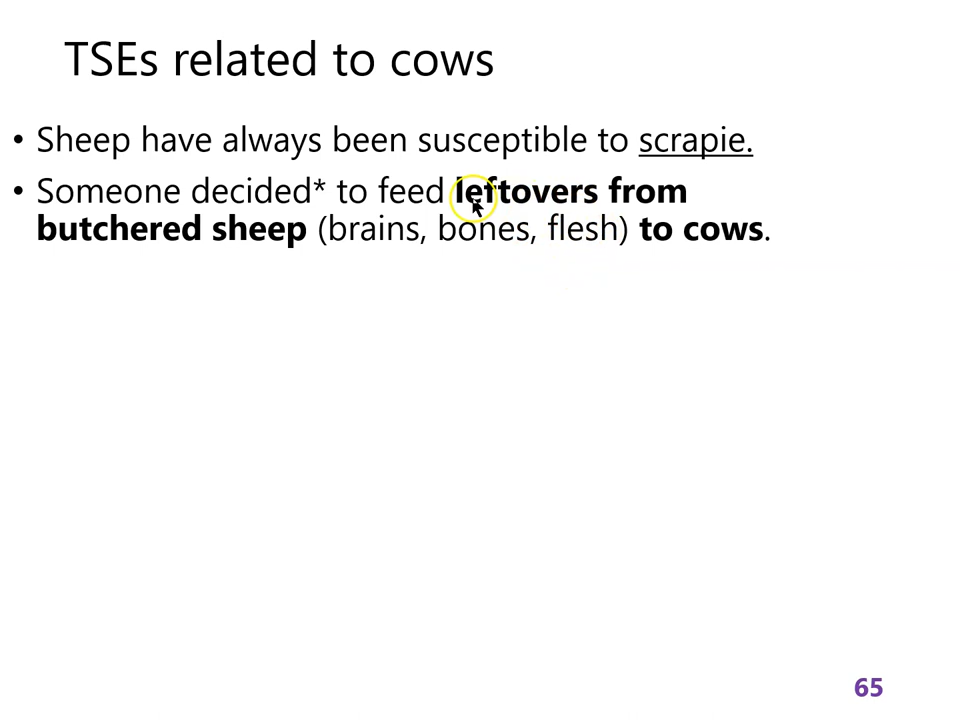 TSEs related to cows
• Sheep have always been susceptible to scrapie.
• Someone decided* to feed leftovers from
butchered sheep (brains, bones, flesh) to cows.
65